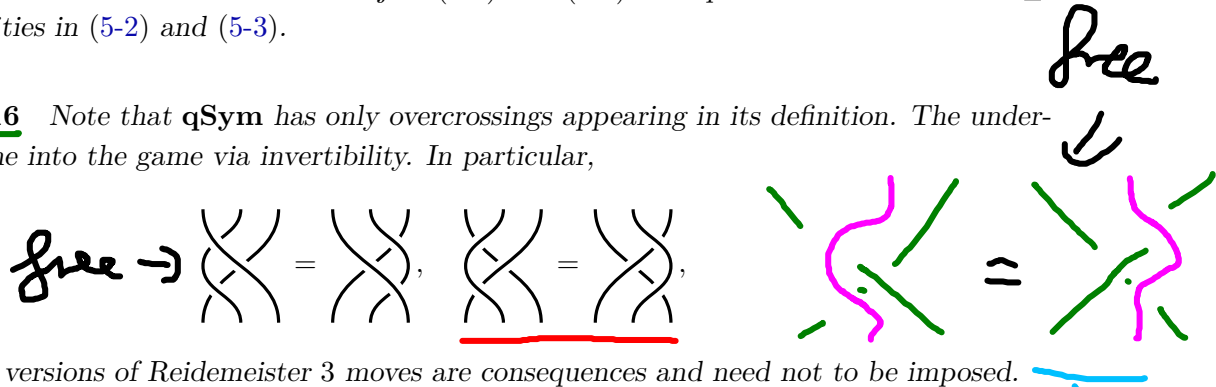 ities in (5-2) and (5-3).
free
16 Note that qSym has only overcrossings appearing in its definition. The under-
ne into the game via invertibility. In particular,
free → = , = , =
versions of Reidemeister 3 moves are consequences and need not to be imposed.